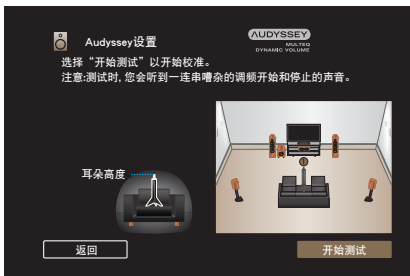 Audyssey设置
AUDYSSEY
MULTEQ
DYNAMIC VOLUME
选择“开始测试”以开始校准。
注意:测试时, 您会听到一连串嘈杂的调频开始和停止的声音。
耳朵高度
返回
开始测试